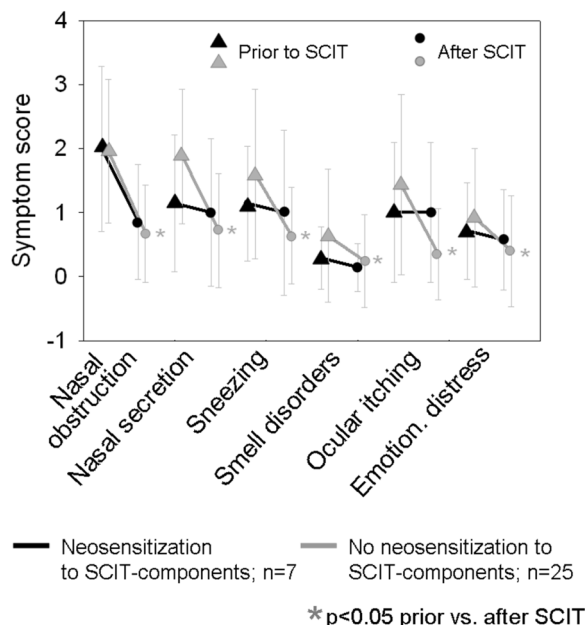 4
3
2
1
0
-1
Symptom score
Prior to SCIT
After SCIT
*
*
*
*
*
*
Nasal
obstruction
Nasal secretion
Sneezing
Smell disorders
Ocular itching
Emotion. distress
Neosensitization
to SCIT-components; n=7
No neosensitization to
SCIT-components; n=25
* p<0.05 prior vs. after SCIT